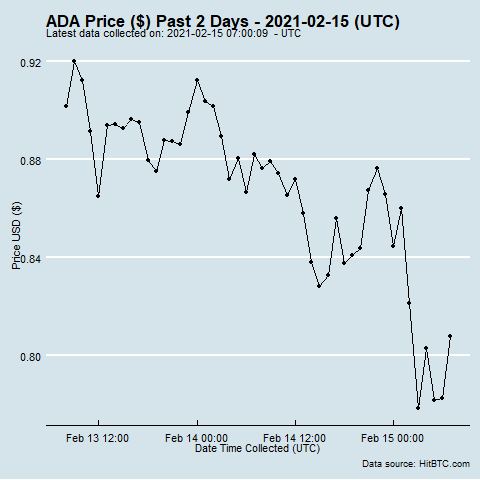 ADA Price ($) Past 2 Days - 2021-02-15 (UTC)
Latest data collected on: 2021-02-15 07:00:09 - UTC
0.92
0.88
0.84
0.80
Price USD ($)
Feb 13 12:00 Feb 14 00:00 Feb 14 12:00 Feb 15 00:00
Date Time Collected (UTC)
Data source: HitBTC.com